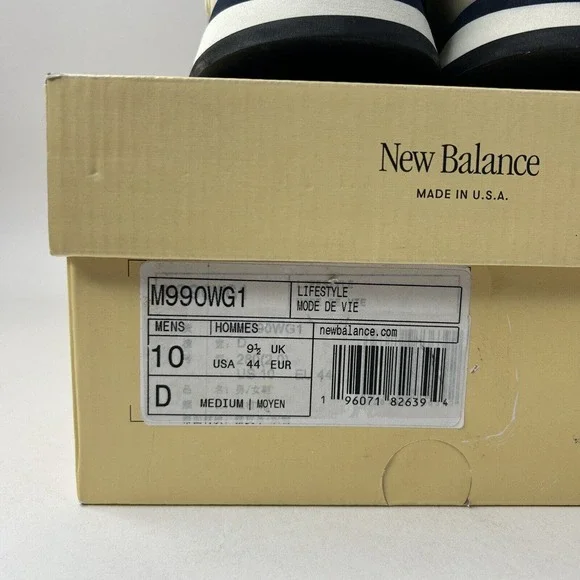 New Balance
MADE IN U.S.A.
M990WG1
LIFESTYLE
MODE DE VIE
MENS HOMMES
newbalance.com
10 USA
9½ UK
44 EUR
D MEDIUM | MOYEN
1 96071 82639 4